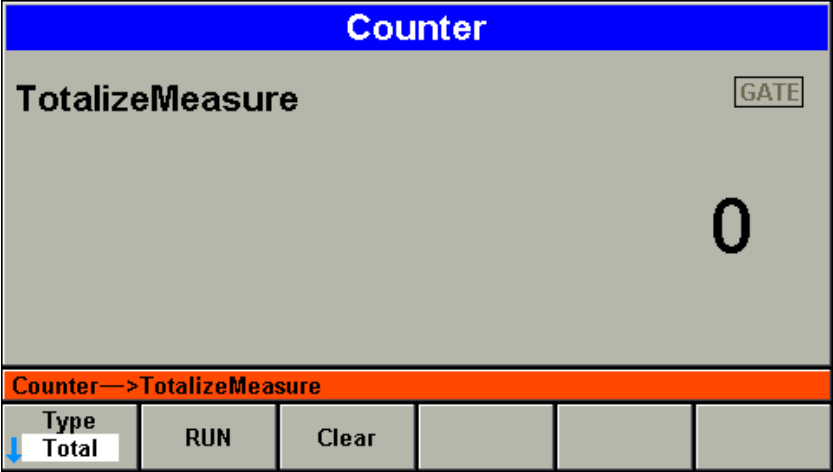 Counter
TotalizeMeasure
GATE
0
Counter—>TotalizeMeasure
Type
Total
RUN
Clear